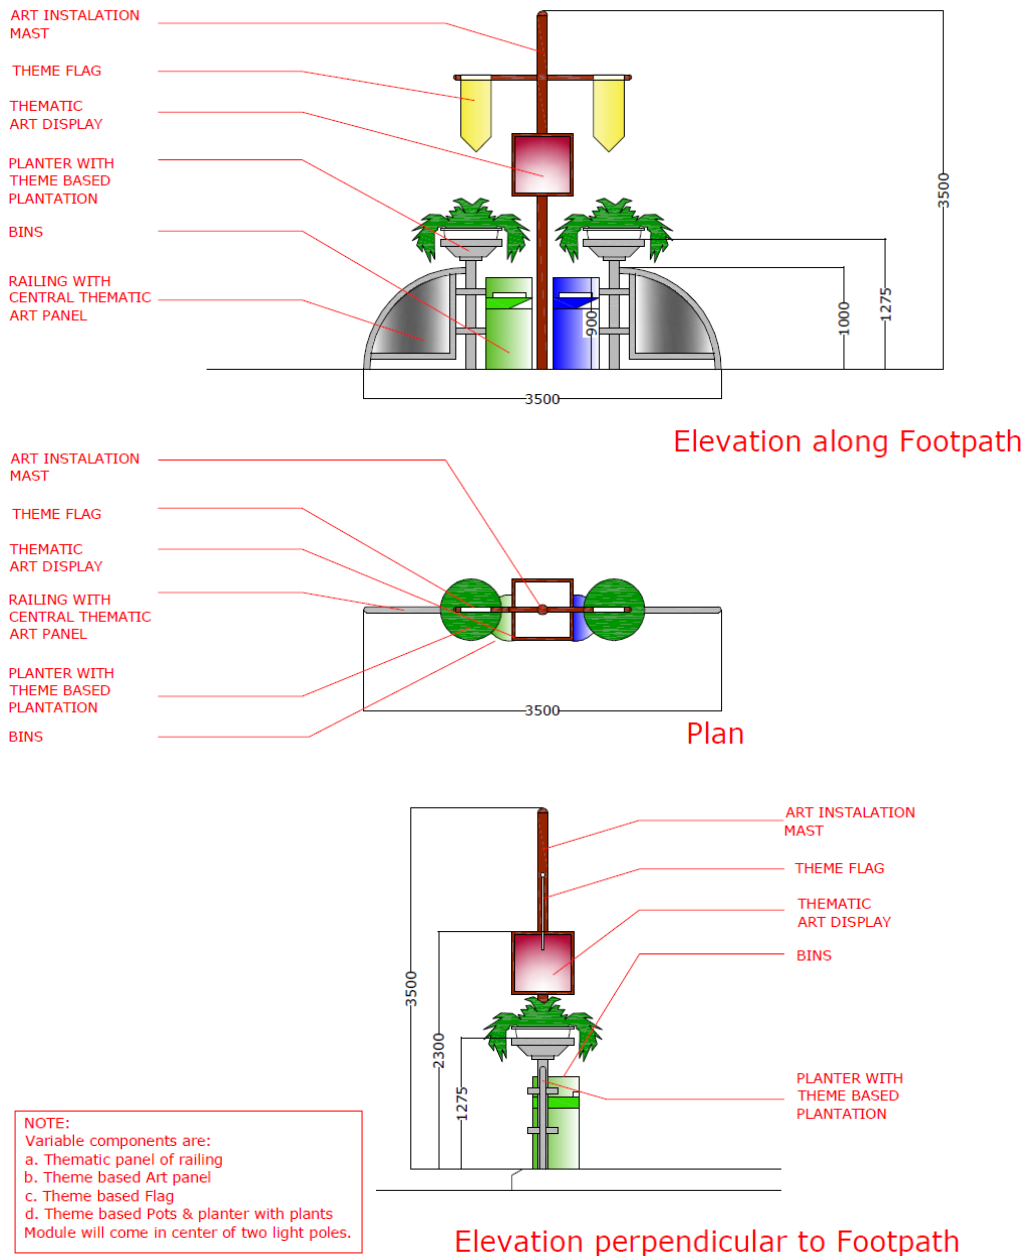 ART INSTALATION
MAST
THEME FLAG
THEMATIC
ART DISPLAY
PLANTER WITH
THEME BASED
PLANTATION
BINS
RAILING WITH
CENTRAL THEMATIC
ART PANEL
3500
1275
1000
900
3500
Elevation along Footpath
ART INSTALATION
MAST
THEME FLAG
THEMATIC
ART DISPLAY
RAILING WITH
CENTRAL THEMATIC
ART PANEL
PLANTER WITH
THEME BASED
PLANTATION
BINS
3500
Plan
ART INSTALATION
MAST
THEME FLAG
THEMATIC
ART DISPLAY
BINS
PLANTER WITH
THEME BASED
PLANTATION
3500
2300
1275
NOTE:
Variable components are:
a. Thematic panel of railing
b. Theme based Art panel
c. Theme based Flag
d. Theme based Pots & planter with plants
Module will come in center of two light poles.
Elevation perpendicular to Footpath